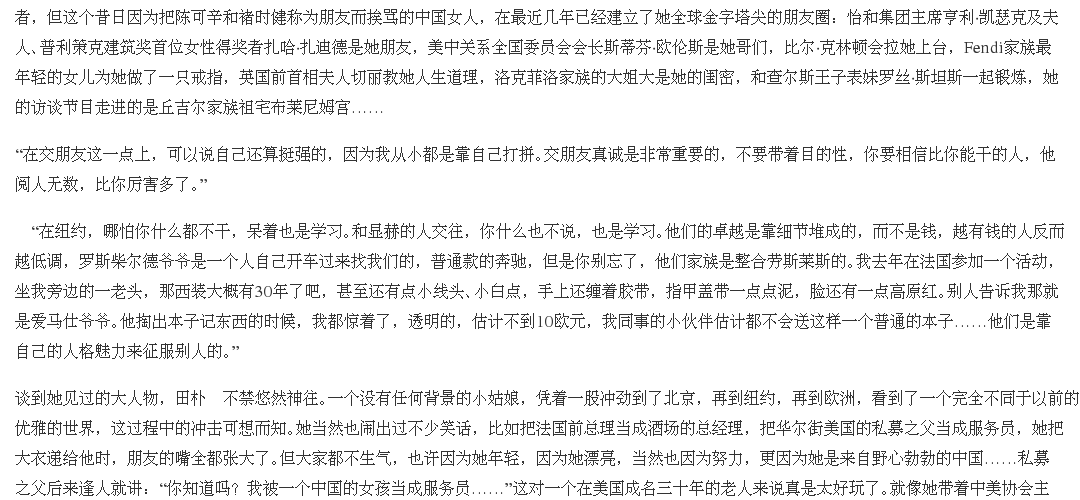 者，但这个昔日因为把陈可辛和褚时健称为朋友而挨骂的中国女人，在最近几年已经建立了她全球金字塔尖的朋友圈：怡和集团主席亨利·凯瑟克及夫
人、普利策克建筑奖首位女性得奖者扎哈·扎迪德是她朋友，美中关系全国委员会会长斯蒂芬·欧伦斯是她哥们，比尔·克林顿会拉她上台，Fendi家族最
年轻的女儿为她做了一只戒指，英国前首相夫人切丽教她人生道理，洛克菲洛家族的大姐大是她的闺密，和查尔斯王子表妹罗丝·斯坦斯一起锻炼，她
的访谈节目走进的是丘吉尔家族祖宅布莱尼姆宫……
“在交朋友这一点上，可以说自己还算挺强的，因为我从小都是靠自己打拼。交朋友真诚是非常重要的，不要带着目的性，你要相信比你能干的人，他
阅人无数，比你厉害多了。”
“在纽约，哪怕你什么都不干，呆着也是学习。和显赫的人交往，你什么也不说，也是学习。他们的卓越是靠细节堆成的，而不是钱，越有钱的人反而
越低调，罗斯柴尔德爷爷是一个人自己开车过来找我们的，普通款的奔驰，但是你别忘了，他们家族是整合劳斯莱斯的。我去年在法国参加一个活动，
坐我旁边的一老头，那西装大概有30年了吧，甚至还有点小线头、小白点，手上还缠着胶带，指甲盖带一点点泥，脸还有一点高原红。别人告诉我那就
是爱马仕爷爷。他掏出本子记东西的时候，我都惊着了，透明的，估计不到10欧元，我同事的小伙伴估计都不会送这样一个普通的本子……他们是靠
自己的人格魅力来征服别人的。”
谈到她见过的大人物，田朴　不禁悠然神往。一个没有任何背景的小姑娘，凭着一股冲劲到了北京，再到纽约，再到欧洲，看到了一个完全不同于以前的
优雅的世界，这过程中的冲击可想而知。她当然也闹出过不少笑话，比如把法国前总理当成酒场的总经理，把华尔街美国的私募之父当成服务员，她把
大衣递给他时，朋友的嘴全都张大了。但大家都不生气，也许因为她年轻，因为她漂亮，当然也因为努力，更因为她是来自野心勃勃的中国……私募
之父后来逢人就讲：“你知道吗？我被一个中国的女孩当成服务员……”这对一个在美国成名三十年的老人来说真是太好玩了。就像她带着中美协会主